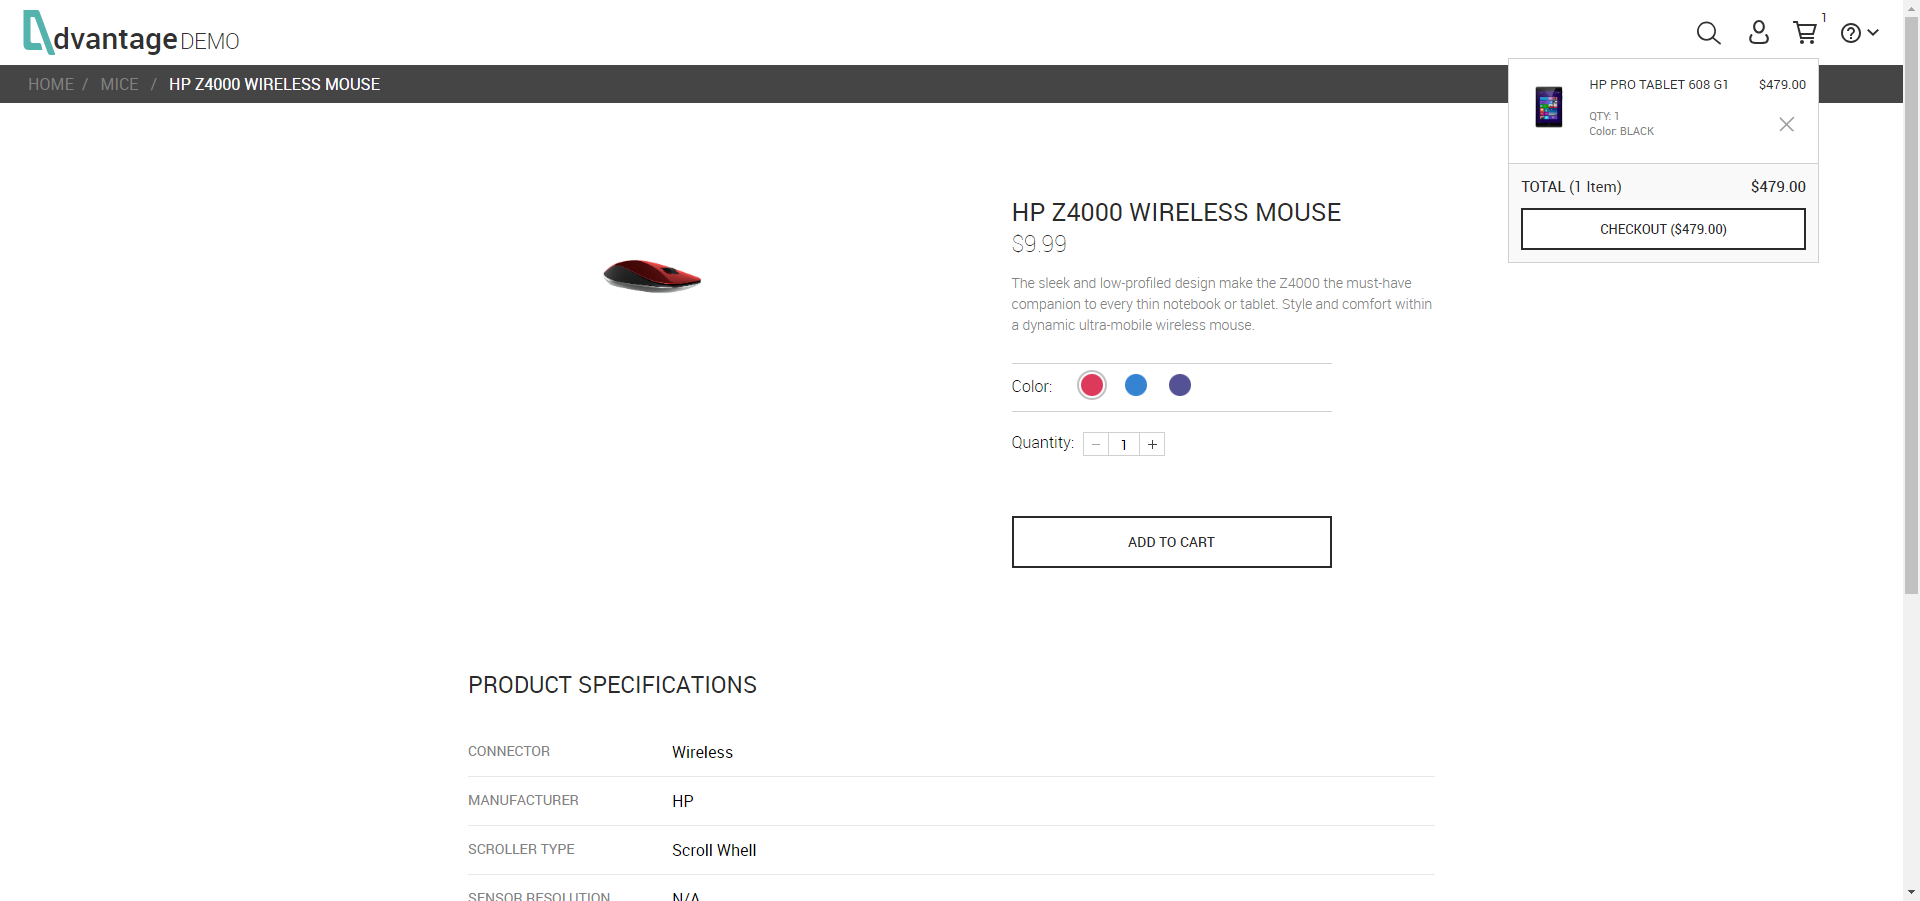 dvantage DEMO
1
HOME / MICE / HP Z4000 WIRELESS MOUSE
HP PRO TABLET 608 G1 $479.00
QTY: 1
Color: BLACK
TOTAL (1 Item) $479.00
CHECKOUT ($479.00)
HP Z4000 WIRELESS MOUSE
$9.99
The sleek and low-profiled design make the Z4000 the must-have
companion to every thin notebook or tablet. Style and comfort within
a dynamic ultra-mobile wireless mouse.
Color:
Quantity: − 1 +
ADD TO CART
PRODUCT SPECIFICATIONS
CONNECTOR Wireless
MANUFACTURER HP
SCROLLER TYPE Scroll Whell
SENSOR RESOLUTION N/A